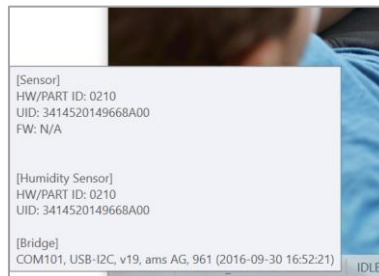 [Sensor]
HW/PART ID: 0210
UID: 3414520149668A00
FW: N/A
[Humidity Sensor]
HW/PART ID: 0210
UID: 3414520149668A00
[Bridge]
COM101, USB-I2C, v19, ams AG, 961 (2016-09-30 16:52:21)
IDLE